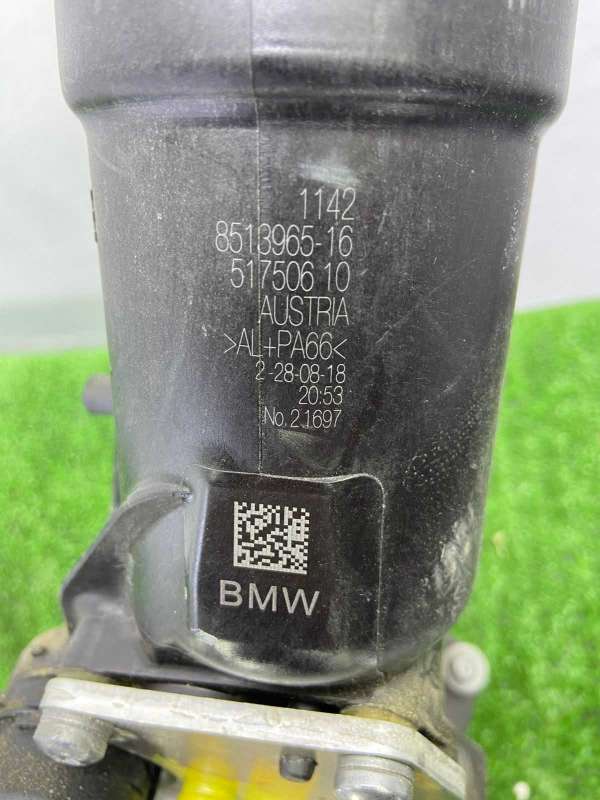 1142
8513965-16
517506 10
AUSTRIA
>AL+PA66<
2-28-08-18
20:53
No.21697
BMW